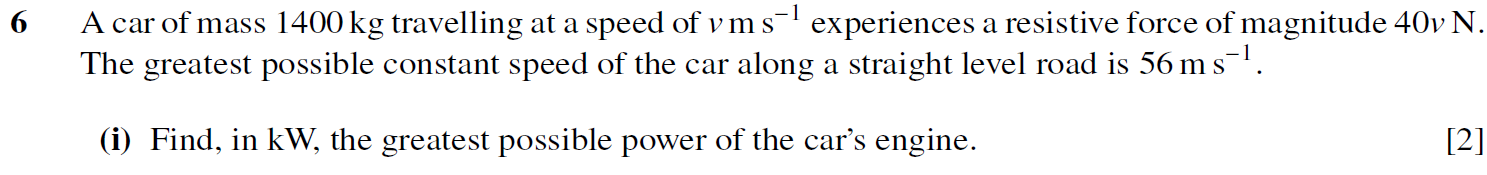 6 A car of mass 1400 kg travelling at a speed of v m s⁻¹ experiences a resistive force of magnitude 40v N.
The greatest possible constant speed of the car along a straight level road is 56 m s⁻¹.
(i) Find, in kW, the greatest possible power of the car’s engine. [2]